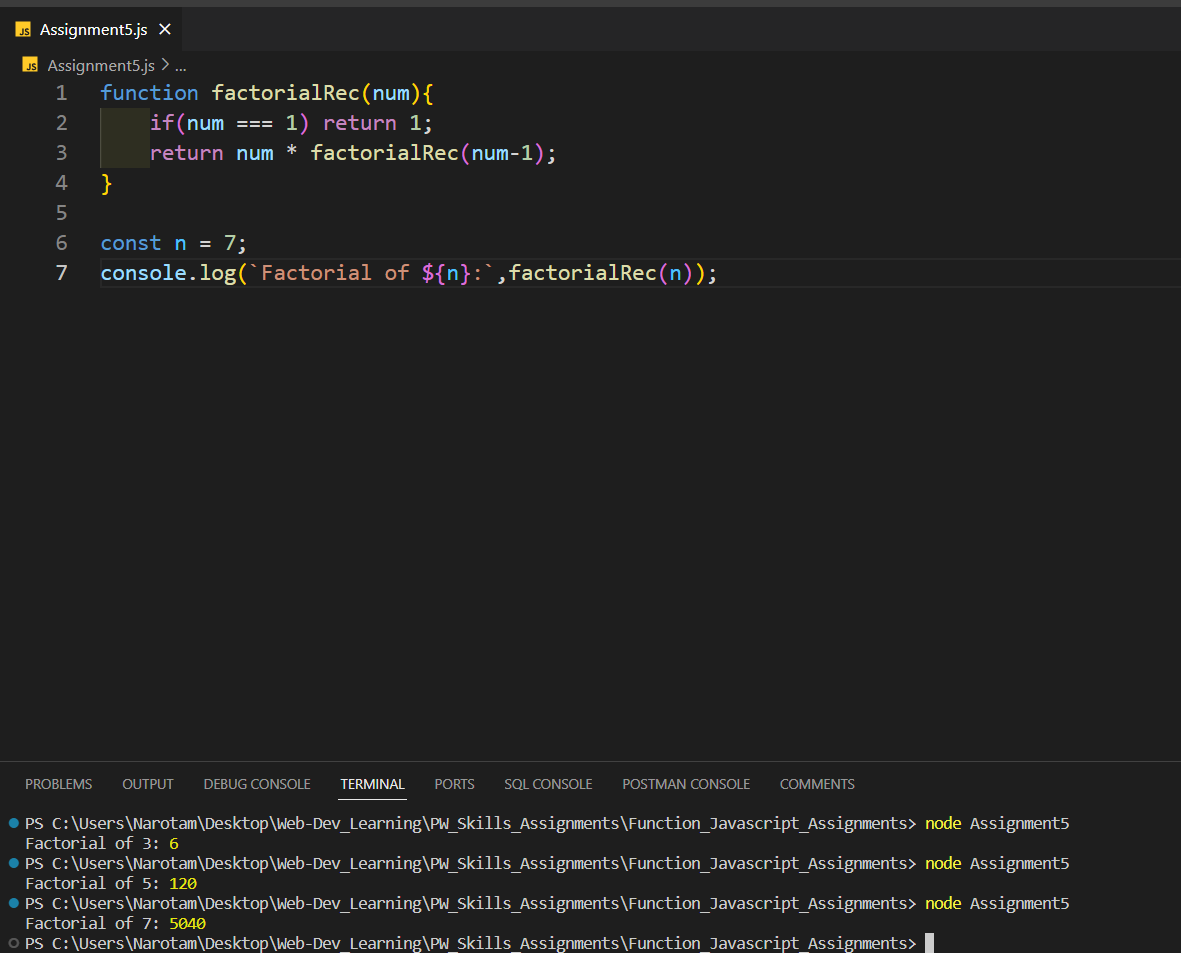 JS Assignment5.js ×
JS Assignment5.js > ...
1 function factorialRec(num){
2     if(num === 1) return 1;
3     return num * factorialRec(num-1);
4 }
5
6 const n = 7;
7 console.log(`Factorial of ${n}:`,factorialRec(n));
PROBLEMS OUTPUT DEBUG CONSOLE TERMINAL PORTS SQL CONSOLE POSTMAN CONSOLE COMMENTS
PS C:\Users\Narotam\Desktop\Web-Dev_Learning\PW_Skills_Assignments\Function_Javascript_Assignments> node Assignment5
Factorial of 3: 6
PS C:\Users\Narotam\Desktop\Web-Dev_Learning\PW_Skills_Assignments\Function_Javascript_Assignments> node Assignment5
Factorial of 5: 120
PS C:\Users\Narotam\Desktop\Web-Dev_Learning\PW_Skills_Assignments\Function_Javascript_Assignments> node Assignment5
Factorial of 7: 5040
PS C:\Users\Narotam\Desktop\Web-Dev_Learning\PW_Skills_Assignments\Function_Javascript_Assignments>